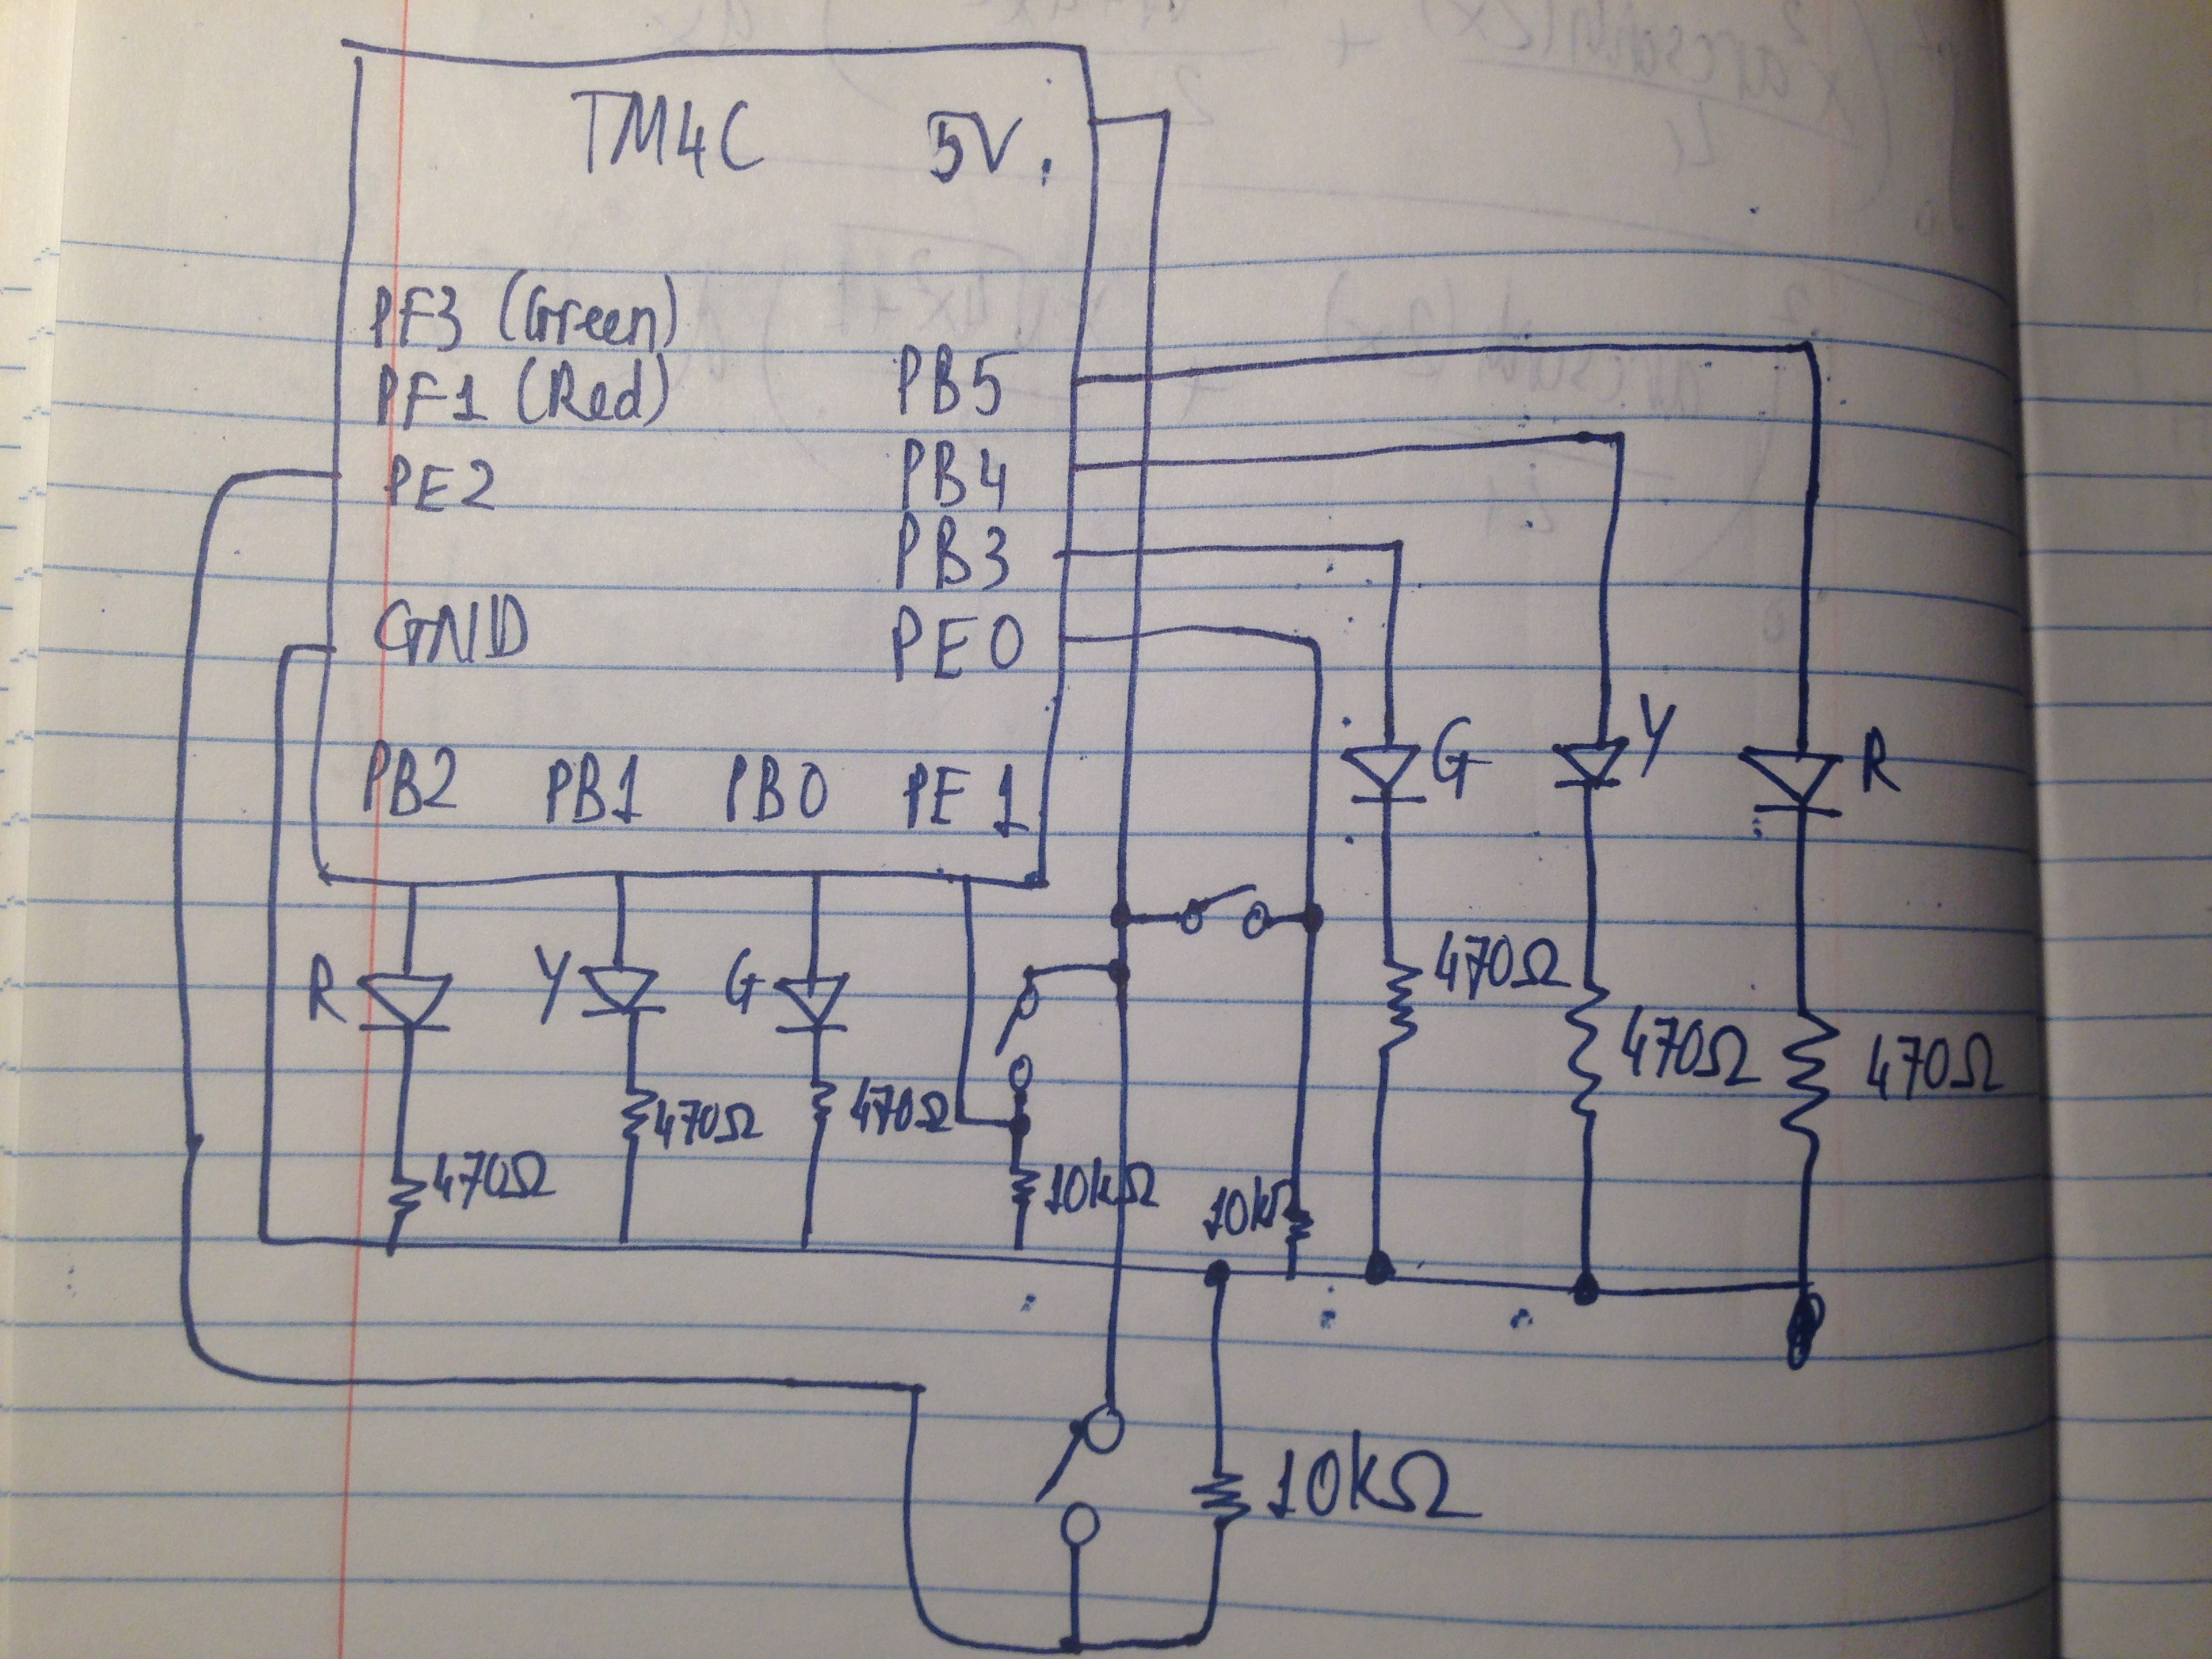 TM4C 5V.
PF3 (Green)
PF1 (Red) PB5
PE2 PB4
PB3
GND PE0
PB2 PB1 PB0 PE1
G Y R
R Y G 470Ω
470Ω 470Ω
470Ω 470Ω
470Ω 10kΩ 10kΩ
10kΩ